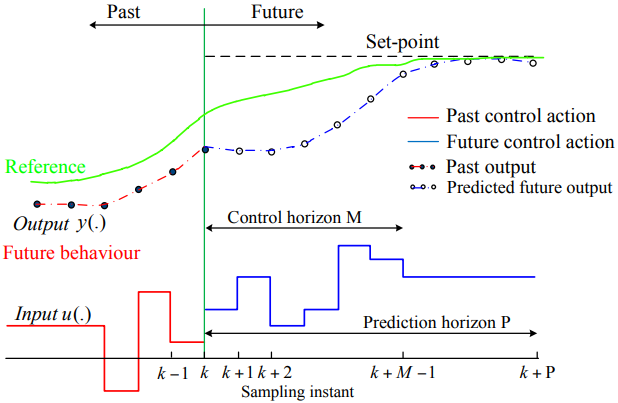 Past Future
Set-point
Past control action
Future control action
Past output
Predicted future output
Reference
Output y(.)
Control horizon M
Future behaviour
Input u(.)
Prediction horizon P
k – 1 k k + 1 k + 2 k + M – 1 k + P
Sampling instant